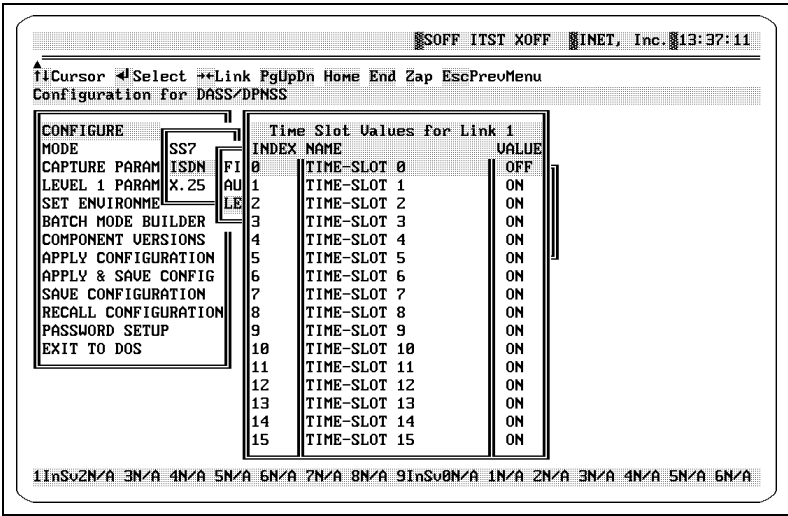 SOFF ITST XOFF INET, Inc. 13:37:11
↑↓Cursor ↵Select →←Link PgUpDn Home End Zap EscPrevMenu
Configuration for DASS/DPNSS
CONFIGURE
MODE
CAPTURE PARAM
LEVEL 1 PARAM
SET ENVIRONME
BATCH MODE BUILDER
COMPONENT VERSIONS
APPLY CONFIGURATION
APPLY & SAVE CONFIG
SAVE CONFIGURATION
RECALL CONFIGURATION
PASSWORD SETUP
EXIT TO DOS
SS7
ISDN
X.25
FI
AU
LE
Time Slot Values for Link 1
INDEX NAME VALUE
0 TIME-SLOT 0 OFF
1 TIME-SLOT 1 ON
2 TIME-SLOT 2 ON
3 TIME-SLOT 3 ON
4 TIME-SLOT 4 ON
5 TIME-SLOT 5 ON
6 TIME-SLOT 6 ON
7 TIME-SLOT 7 ON
8 TIME-SLOT 8 ON
9 TIME-SLOT 9 ON
10 TIME-SLOT 10 ON
11 TIME-SLOT 11 ON
12 TIME-SLOT 12 ON
13 TIME-SLOT 13 ON
14 TIME-SLOT 14 ON
15 TIME-SLOT 15 ON
1InSv2N/A 3N/A 4N/A 5N/A 6N/A 7N/A 8N/A 9InSv0N/A 1N/A 2N/A 3N/A 4N/A 5N/A 6N/A